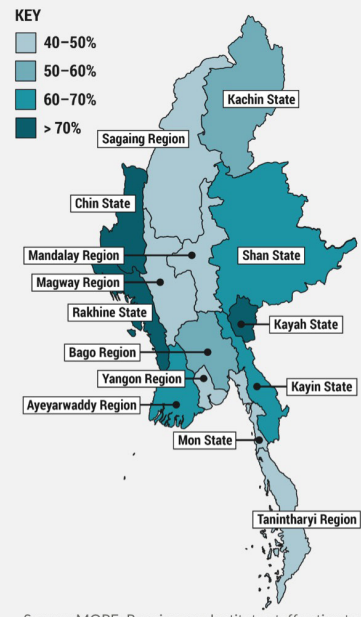 KEY
40–50%
50–60%
60–70%
> 70%
Kachin State
Sagaing Region
Chin State
Mandalay Region
Shan State
Magway Region
Rakhine State
Kayah State
Bago Region
Yangon Region
Kayin State
Ayeyarwaddy Region
Mon State
Tanintharyi Region